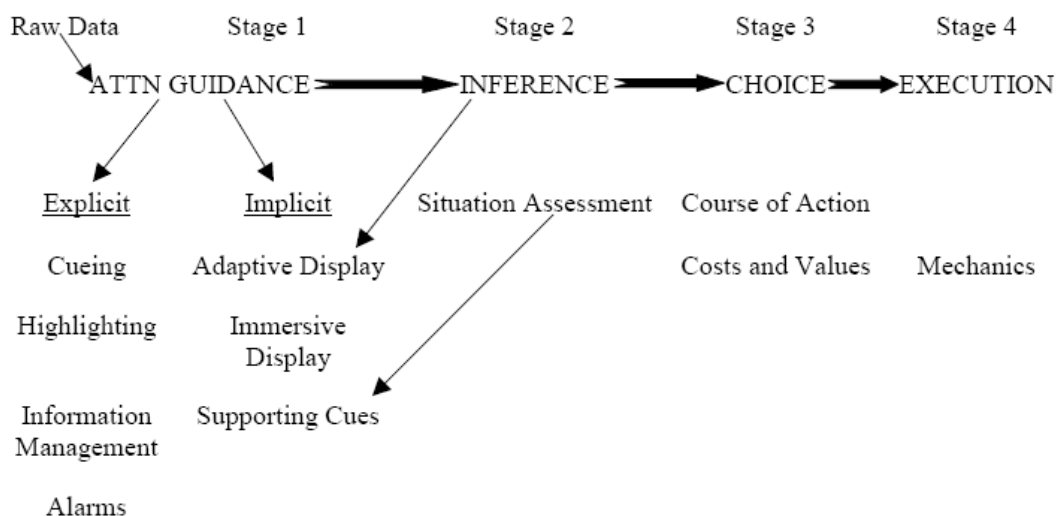 Raw Data Stage 1 Stage 2 Stage 3 Stage 4
ATTN GUIDANCE INFERENCE CHOICE EXECUTION
Explicit Implicit Situation Assessment Course of Action
Cueing Adaptive Display Costs and Values Mechanics
Highlighting Immersive
Display
Information Supporting Cues
Management
Alarms